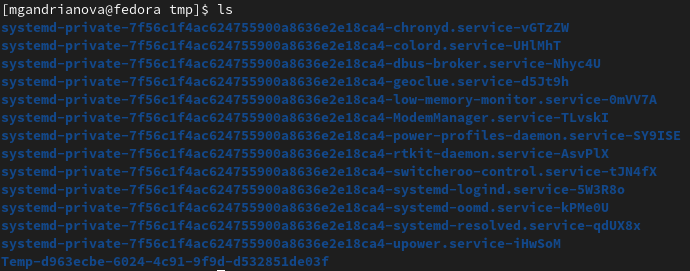 [mgandrianova@fedora tmp]$ ls
systemd-private-7f56c1f4ac624755900a8636e2e18ca4-chronyd.service-vGTzZW
systemd-private-7f56c1f4ac624755900a8636e2e18ca4-colord.service-UHlMhT
systemd-private-7f56c1f4ac624755900a8636e2e18ca4-dbus-broker.service-Nhyc4U
systemd-private-7f56c1f4ac624755900a8636e2e18ca4-geoclue.service-d5Jt9h
systemd-private-7f56c1f4ac624755900a8636e2e18ca4-low-memory-monitor.service-0mVV7A
systemd-private-7f56c1f4ac624755900a8636e2e18ca4-ModemManager.service-TLvskI
systemd-private-7f56c1f4ac624755900a8636e2e18ca4-power-profiles-daemon.service-SY9ISE
systemd-private-7f56c1f4ac624755900a8636e2e18ca4-rtkit-daemon.service-AsvPlX
systemd-private-7f56c1f4ac624755900a8636e2e18ca4-switcheroo-control.service-tJN4fX
systemd-private-7f56c1f4ac624755900a8636e2e18ca4-systemd-logind.service-5W3R8o
systemd-private-7f56c1f4ac624755900a8636e2e18ca4-systemd-oomd.service-kPMe0U
systemd-private-7f56c1f4ac624755900a8636e2e18ca4-systemd-resolved.service-qdUX8x
systemd-private-7f56c1f4ac624755900a8636e2e18ca4-upower.service-iHwSoM
Temp-d963ecbe-6024-4c91-9f9d-d532851de03f